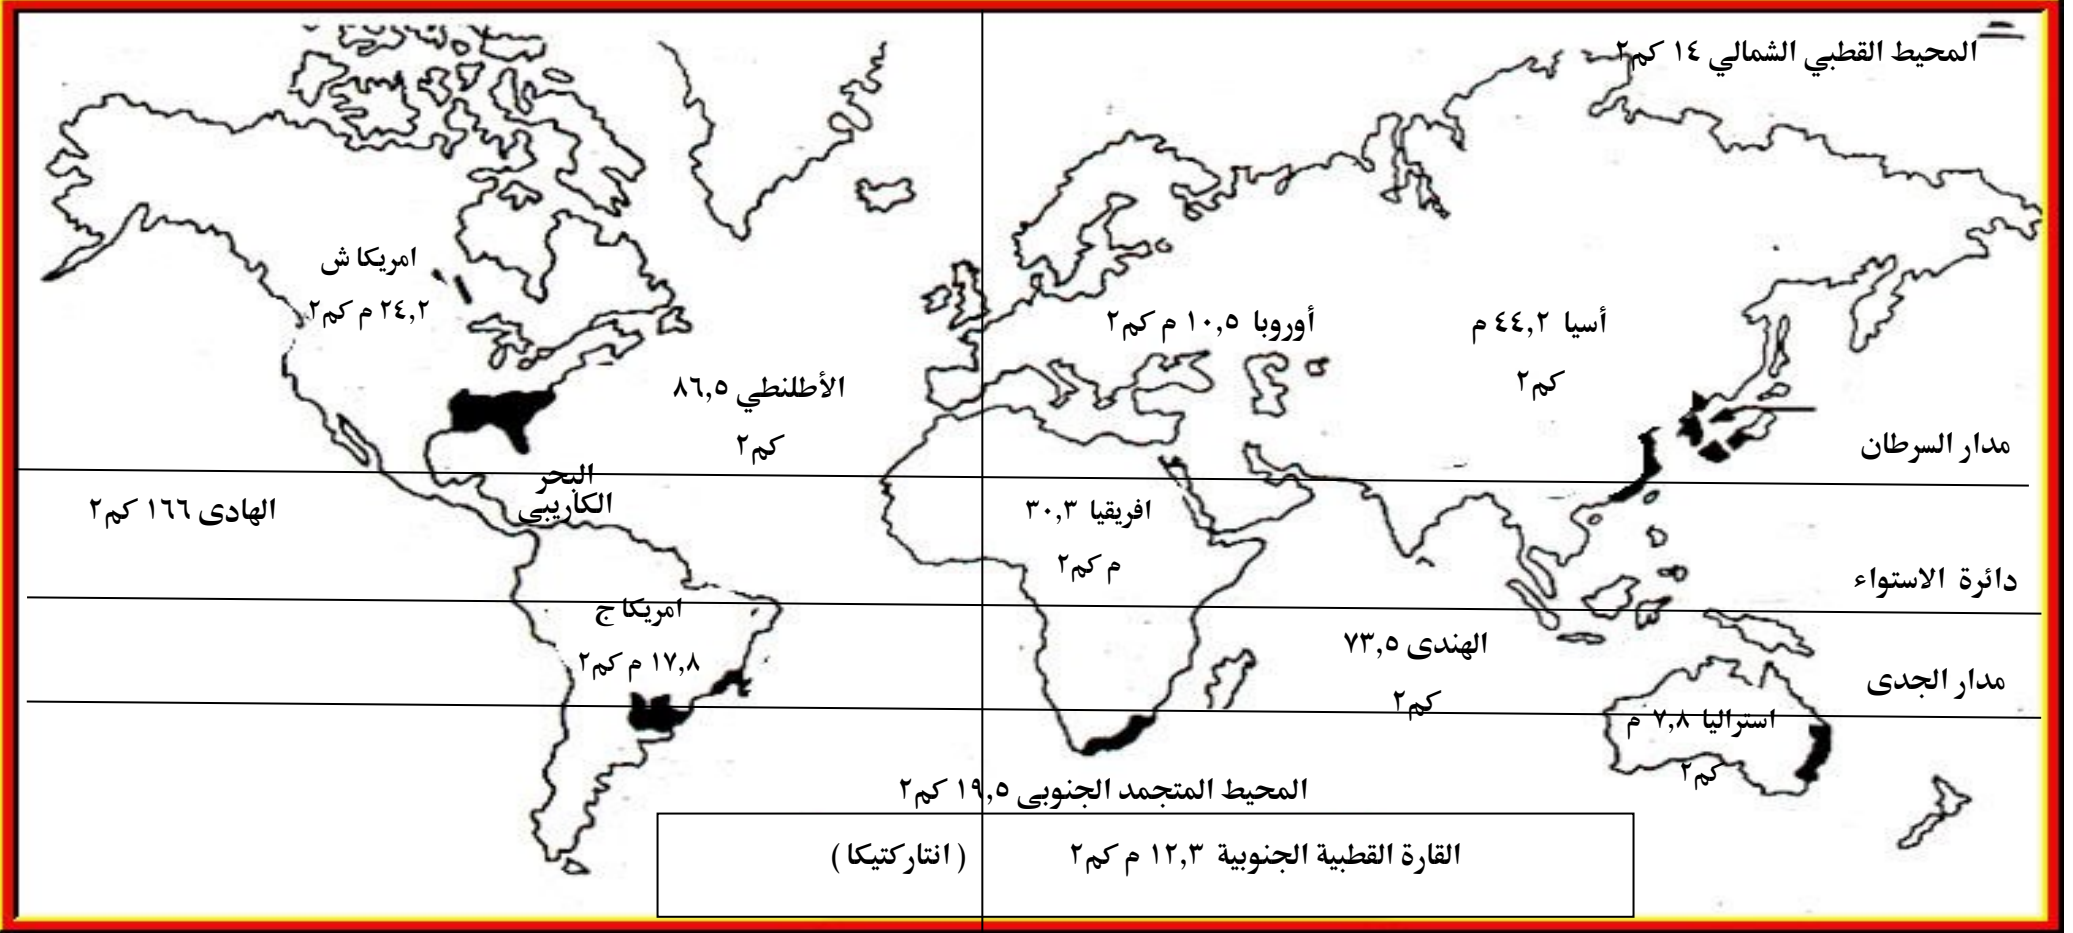 المحيط القطبي الشمالي ١٤ كم٢
امريكا ش
٢٤,٢ م كم٢
أوروبا ١٠,٥ م كم٢
أسيا ٤٤,٢ م
كم٢
الأطلنطي ٨٦,٥
كم٢
مدار السرطان
البحر
الكاريبى
الهادى ١٦٦ كم٢
افريقيا ٣٠,٣
م كم٢
دائرة الاستواء
امريكا ج
١٧,٨ م كم٢
الهندى ٧٣,٥
كم٢
مدار الجدى
استراليا ٧,٨ م
كم٢
المحيط المتجمد الجنوبى ١٩,٥ كم٢
القارة القطبية الجنوبية ١٢,٣ م كم٢ ( انتاركتيكا )